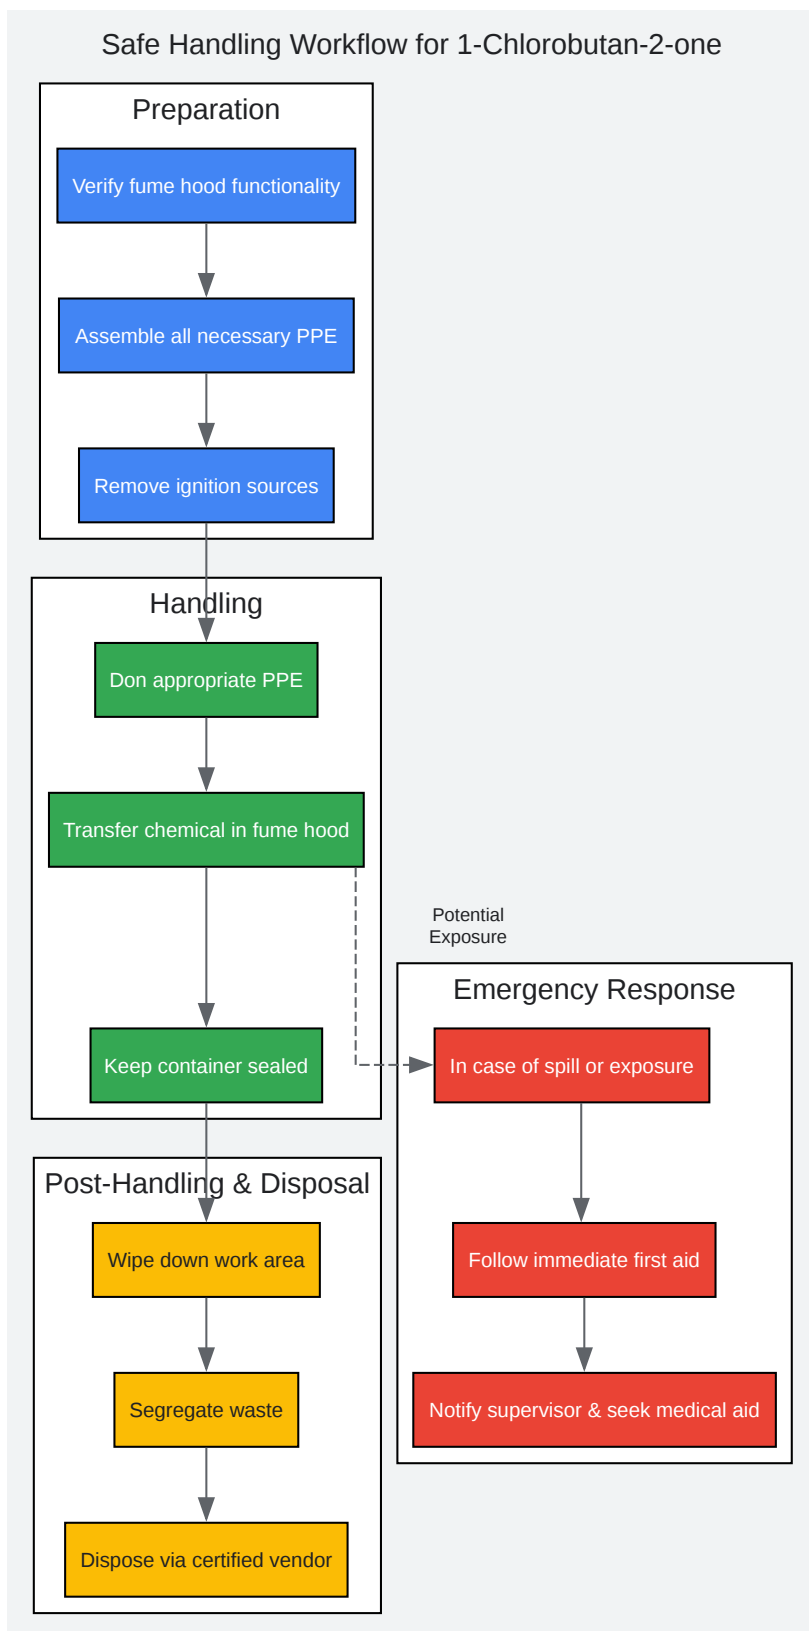 Safe Handling Workflow for 1-Chlorobutan-2-one
Preparation
Verify fume hood functionality
Assemble all necessary PPE
Remove ignition sources
Handling
Don appropriate PPE
Transfer chemical in fume hood
Keep container sealed
Potential
Exposure
Emergency Response
In case of spill or exposure
Follow immediate first aid
Notify supervisor & seek medical aid
Post-Handling & Disposal
Wipe down work area
Segregate waste
Dispose via certified vendor